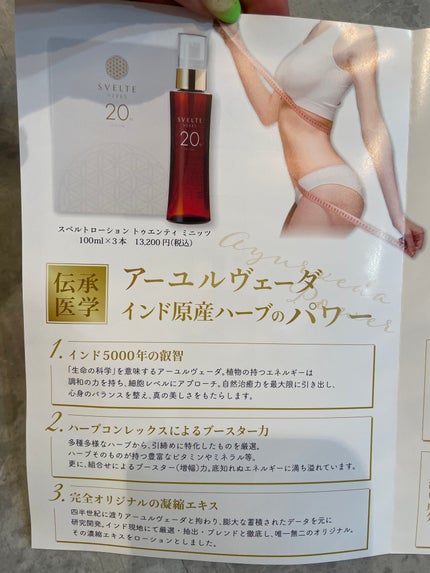 SVELTE
HERBS
20
SVELTE
HERBS
20
スベルトローション トゥエンティ ミニッツ
100ml×3本 13,200円(税込)
Ayurveda
Power
伝承
医学
アーユルヴェーダ
インド原産ハーブのパワー
1. インド5000年の叡智
「生命の科学」を意味するアーユルヴェーダ。植物の持つエネルギーは
調和の力を持ち、細胞レベルにアプローチ。自然治癒力を最大限に引き出し、
心身のバランスを整え、真の美しさをもたらします。
2. ハーブコンレックスによるブースター力
多種多様なハーブから、引締めに特化したものを厳選。
ハーブそのものが持つ豊富なビタミンやミネラル等。
更に、組合せによるブースター(増幅)力。底知れぬエネルギーに満ち溢れています。
3. 完全オリジナルの凝縮エキス
四半世紀に渡りアーユルヴェーダと拘わり、膨大な蓄積されたデータを元に
研究開発。インド現地にて厳選・抽出・ブレンドと徹底し、唯一無二のオリジナル。
その濃縮エキスをローションとしました。